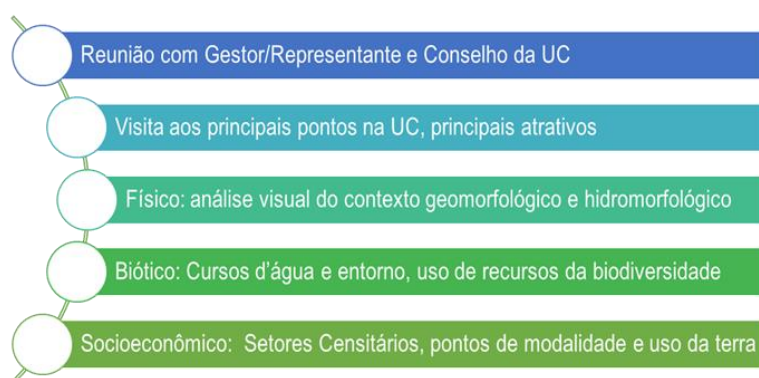 Reunião com Gestor/Representante e Conselho da UC
Visita aos principais pontos na UC, principais atrativos
Físico: análise visual do contexto geomorfológico e hidromorfológico
Biótico: Cursos d'água e entorno, uso de recursos da biodiversidade
Socioeconômico: Setores Censitários, pontos de modalidade e uso da terra